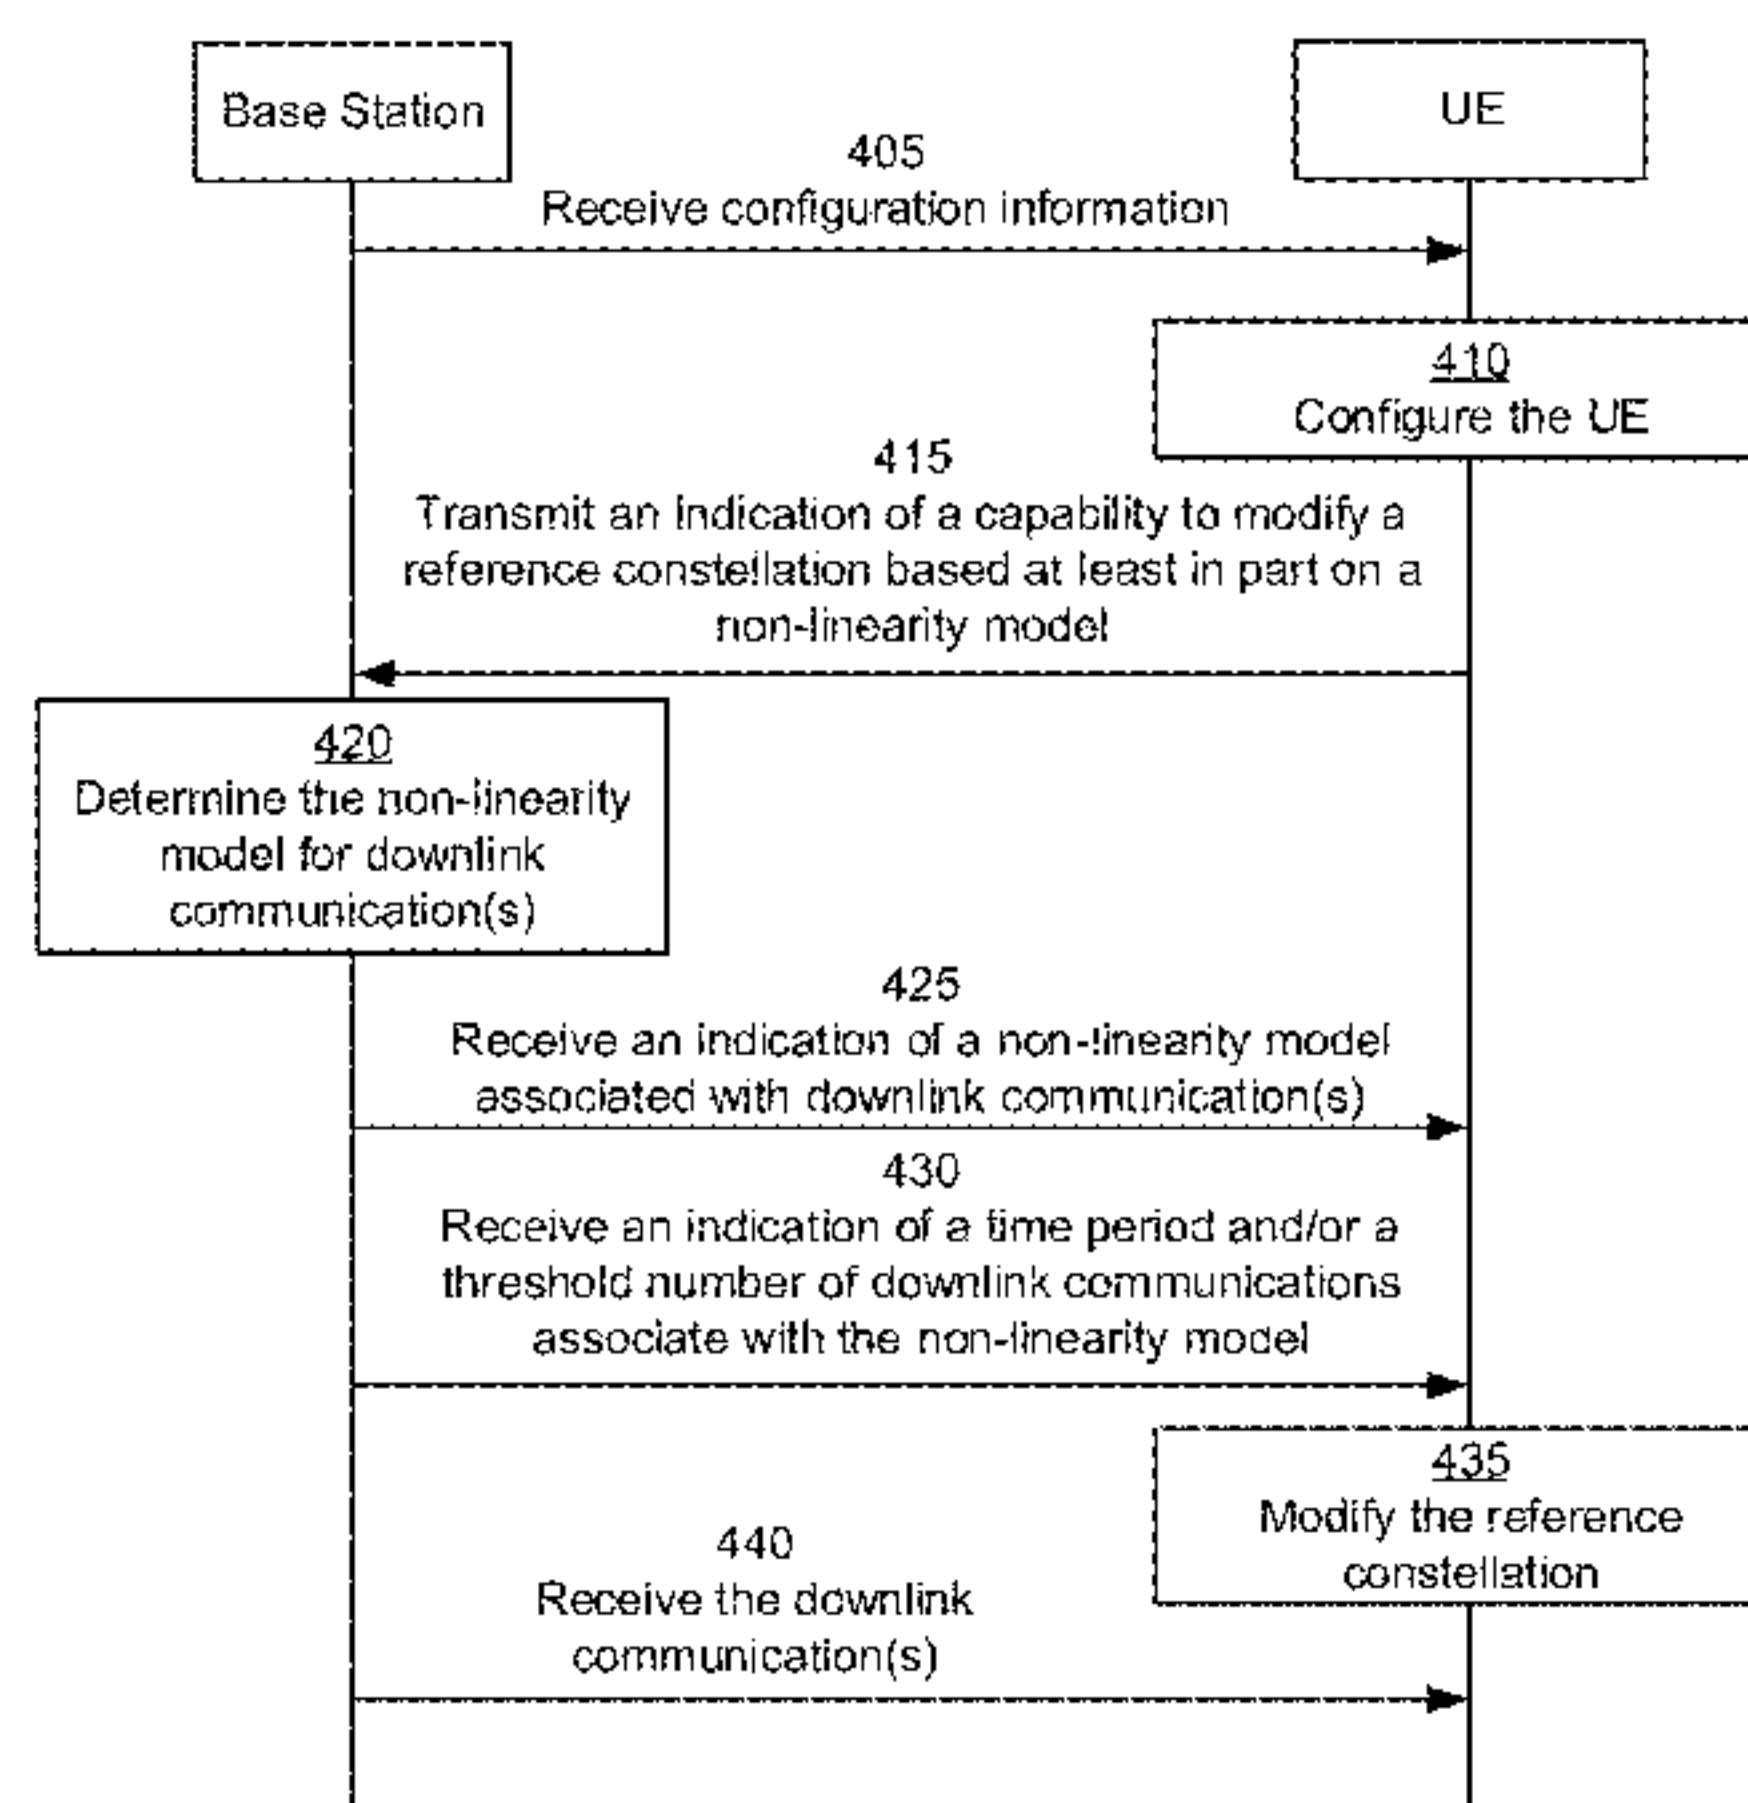 Base Station
UE
405
Receive configuration information
410
Configure the UE
415
Transmit an indication of a capability to modify a
reference constellation based at least in part on a
non-linearity model
420
Determine the non-linearity
model for downlink
communication(s)
425
Receive an indication of a non-linearity model
associated with downlink communication(s)
430
Receive an indication of a time period and/or a
threshold number of downlink communications
associate with the non-linearity model
435
Modify the reference
constellation
440
Receive the downlink
communication(s)